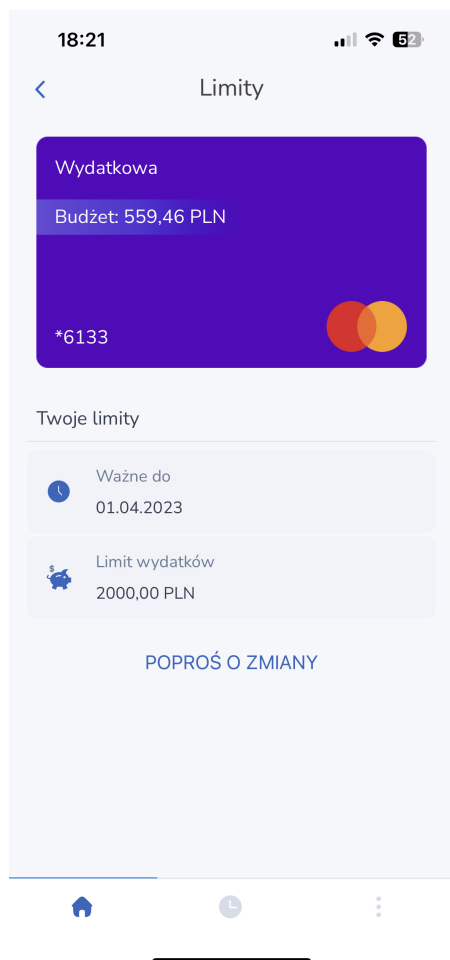 18:21
52
Limity
Wydatkowa
Budżet: 559,46 PLN
*6133
Twoje limity
Ważne do
01.04.2023
$
Limit wydatków
2000,00 PLN
POPROŚ O ZMIANY